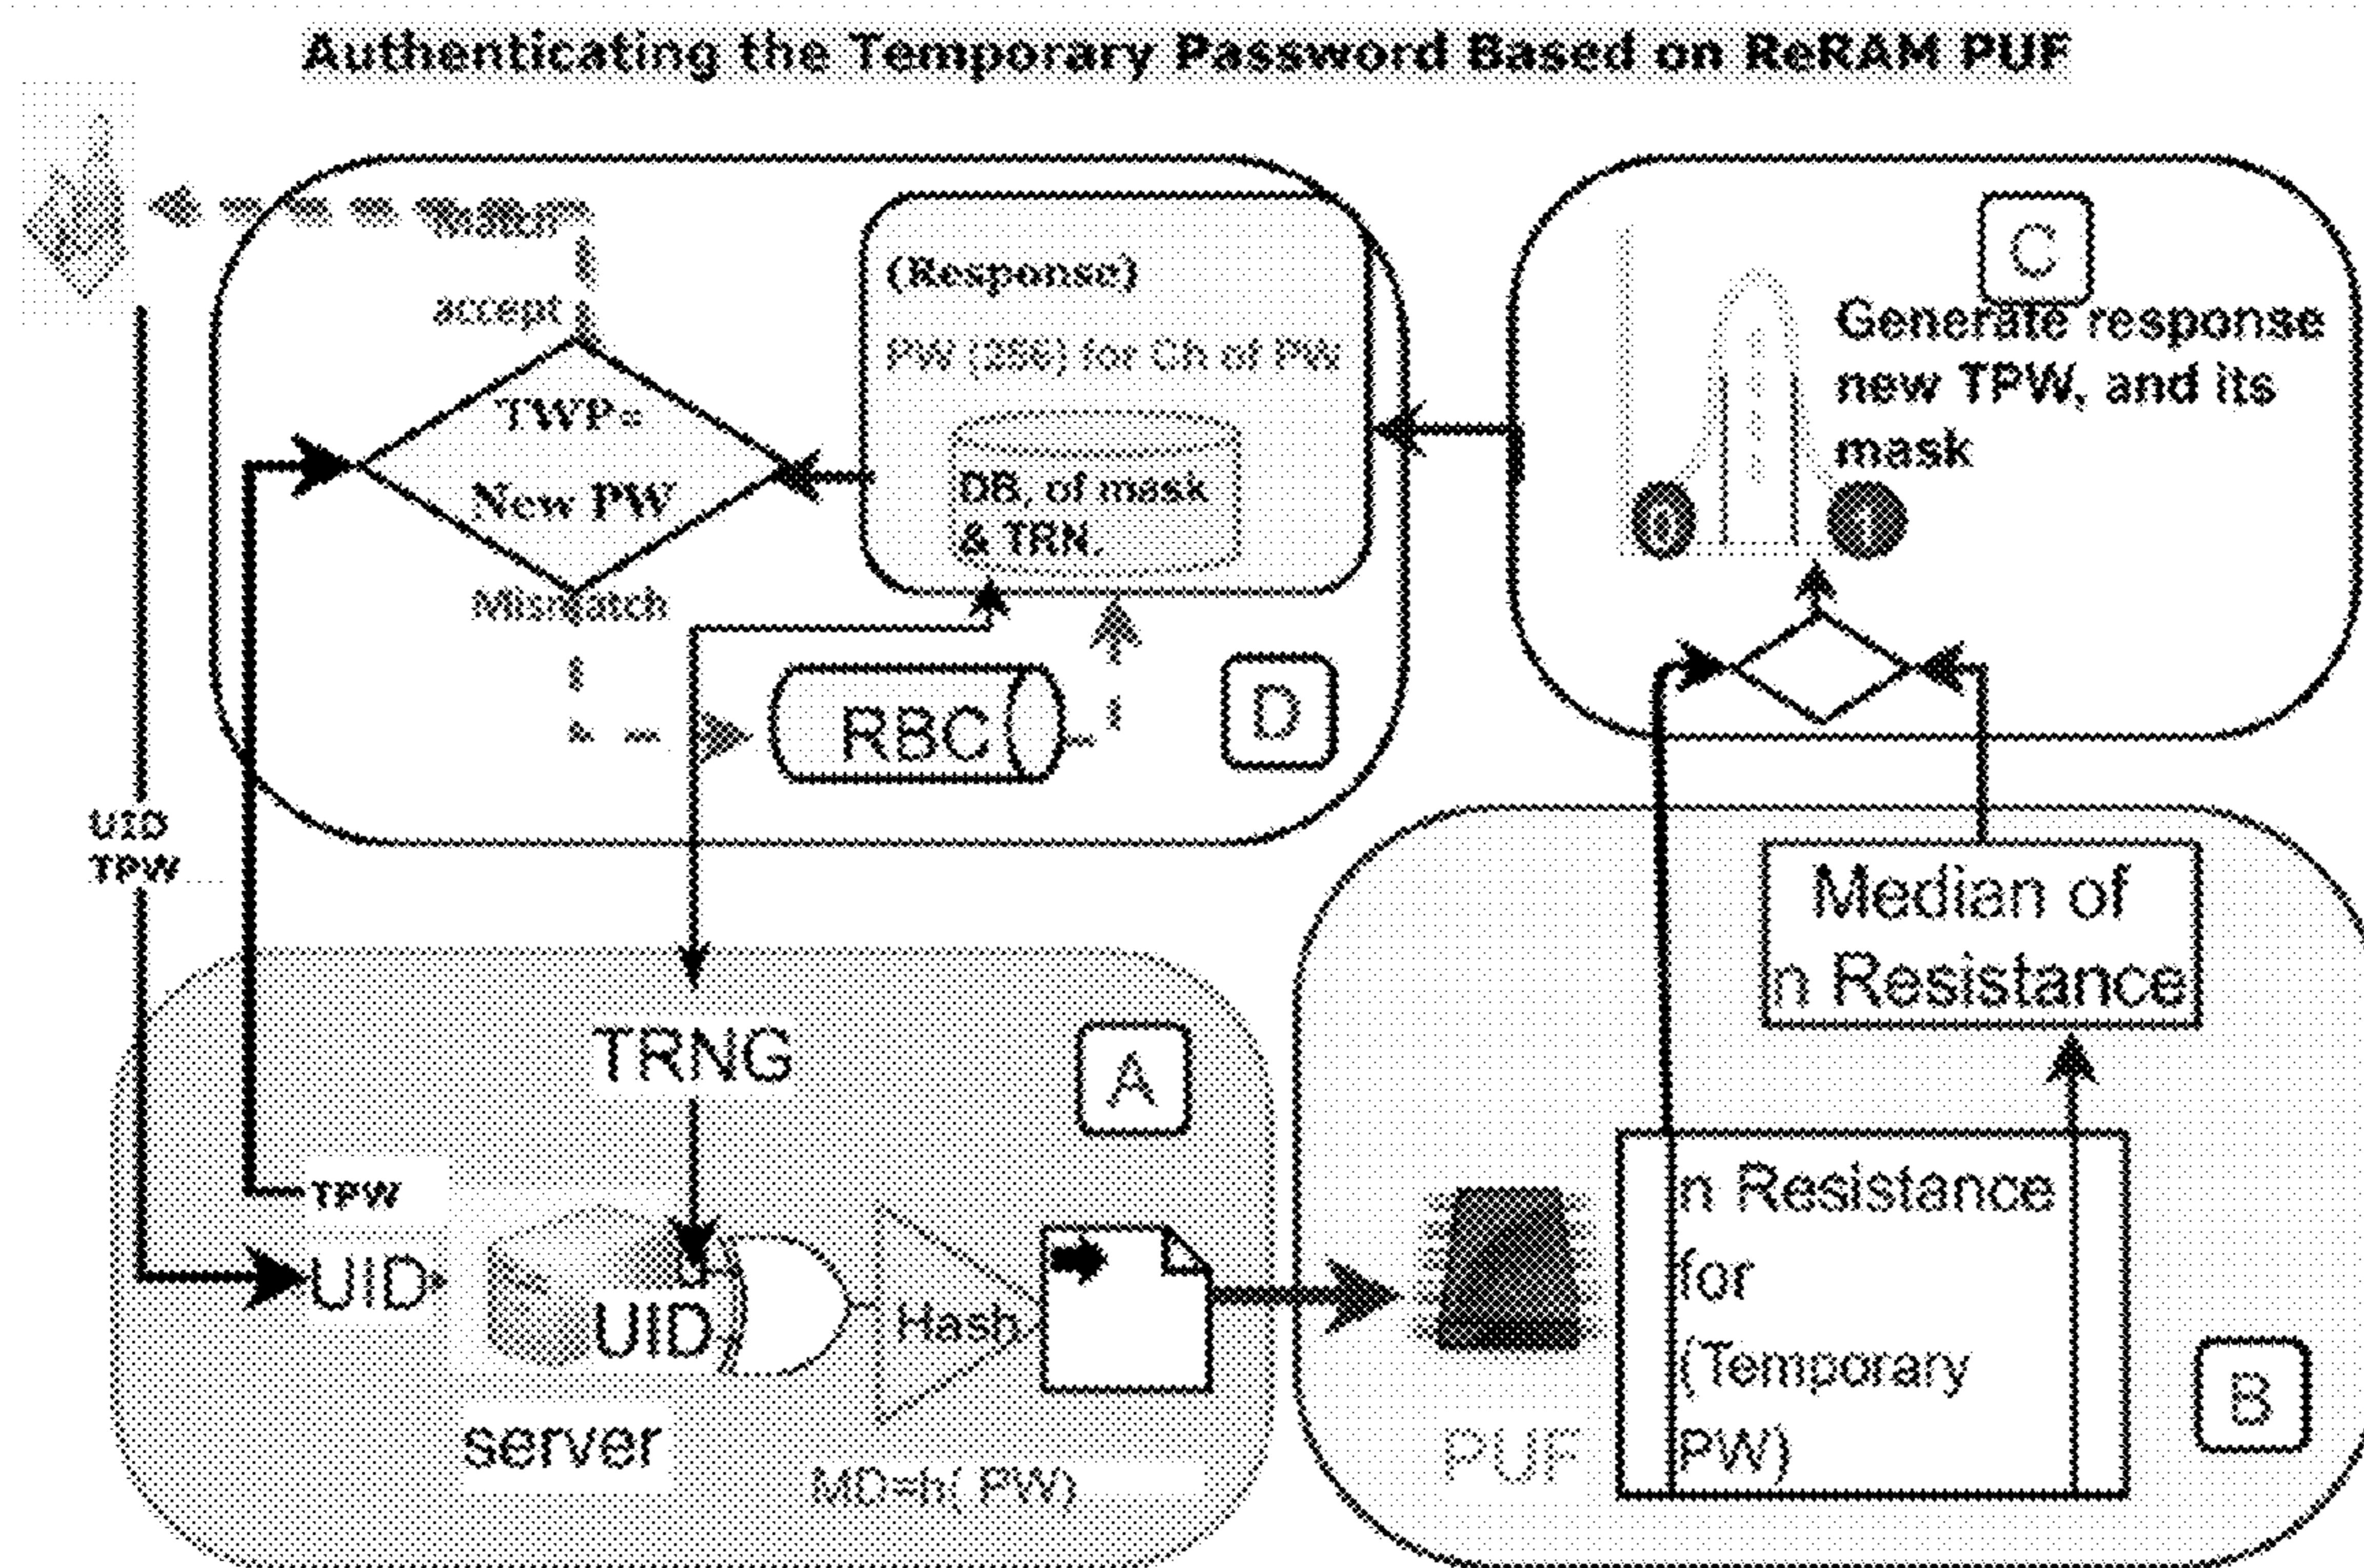 Authenticating the Temporary Password Based on ReRAM PUF
match
accept
TWP=
New PW
Mismatch
(Response)
PW (256) for Ch of PW
DB, of mask
& TRN.
RBC
D
C
Generate response
new TPW, and its
mask
0
1
UID
TPW
TRNG
A
TPW
UID
UID
server
Hash
MD=h( PW)
Median of
n Resistance
PUF
n Resistance
for
(Temporary
PW)
B